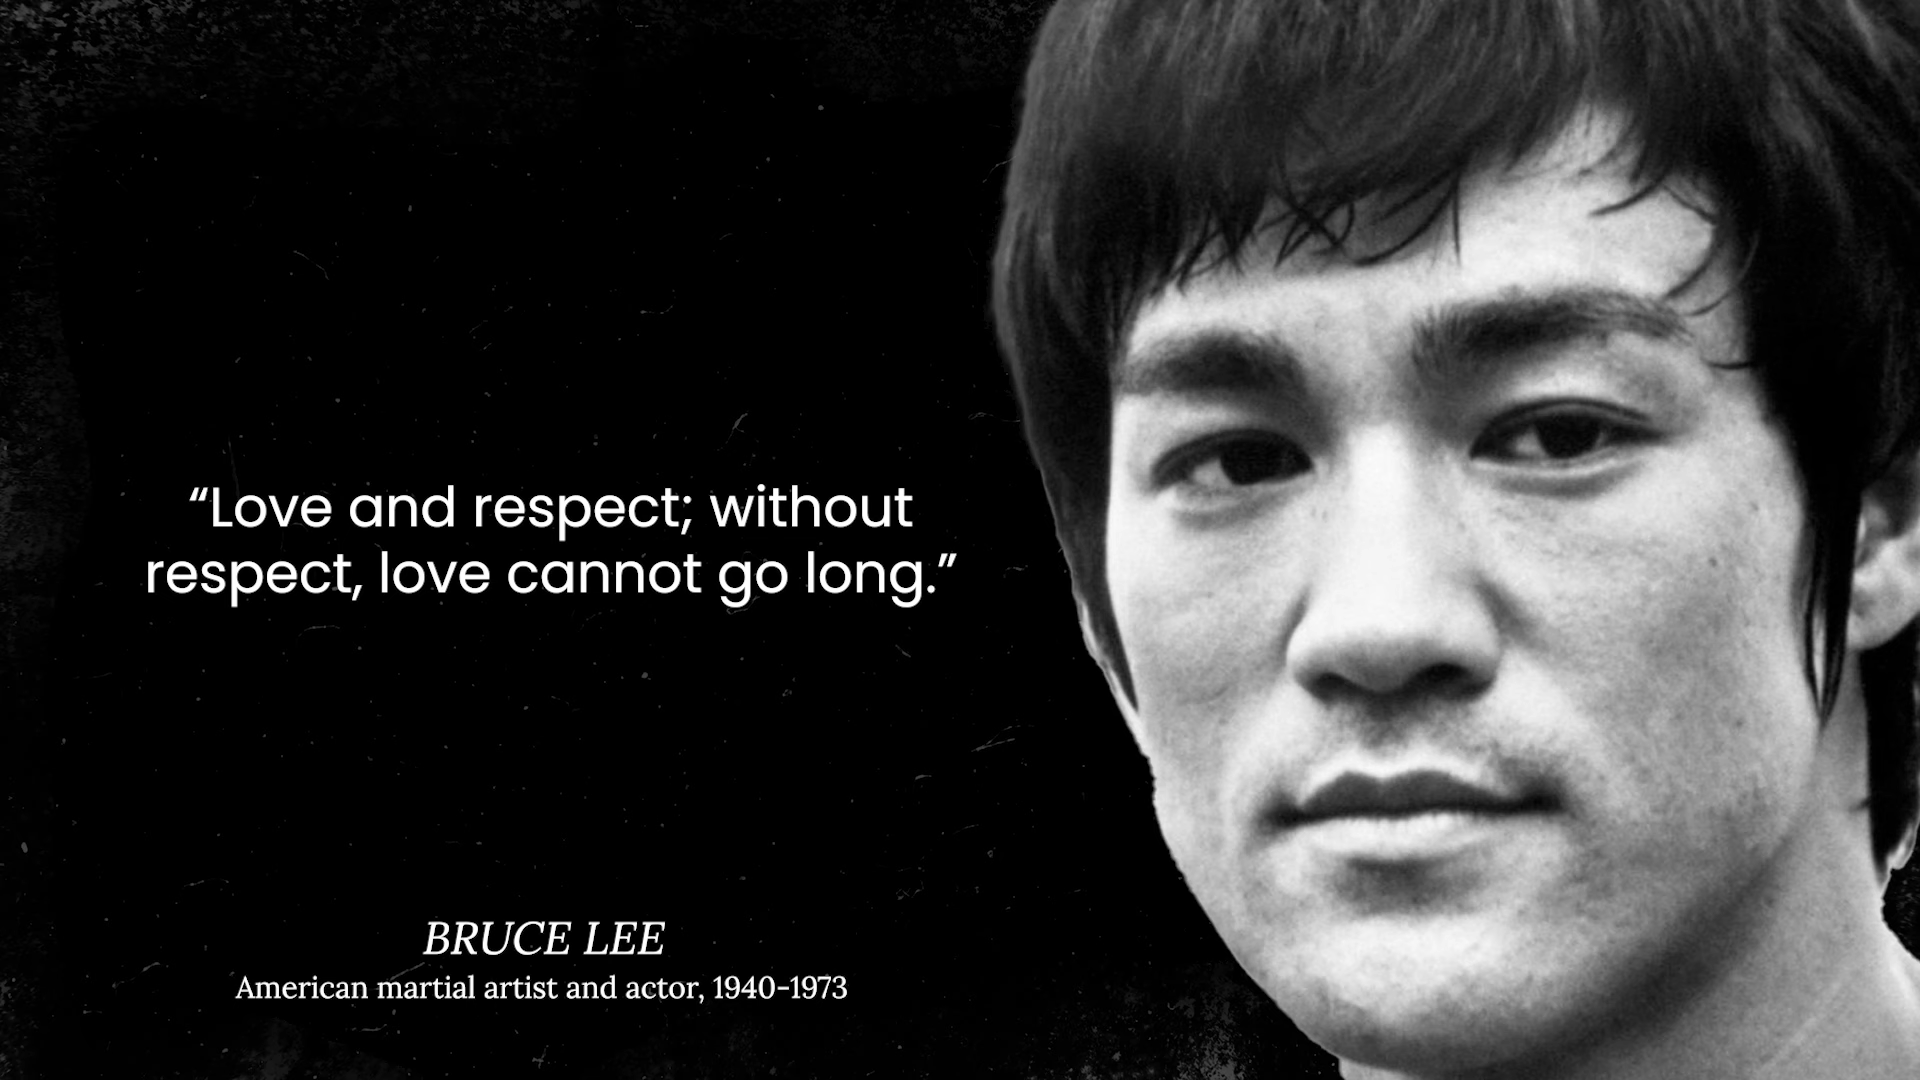 “Love and respect; without
respect, love cannot go long.”
BRUCE LEE
American martial artist and actor, 1940-1973